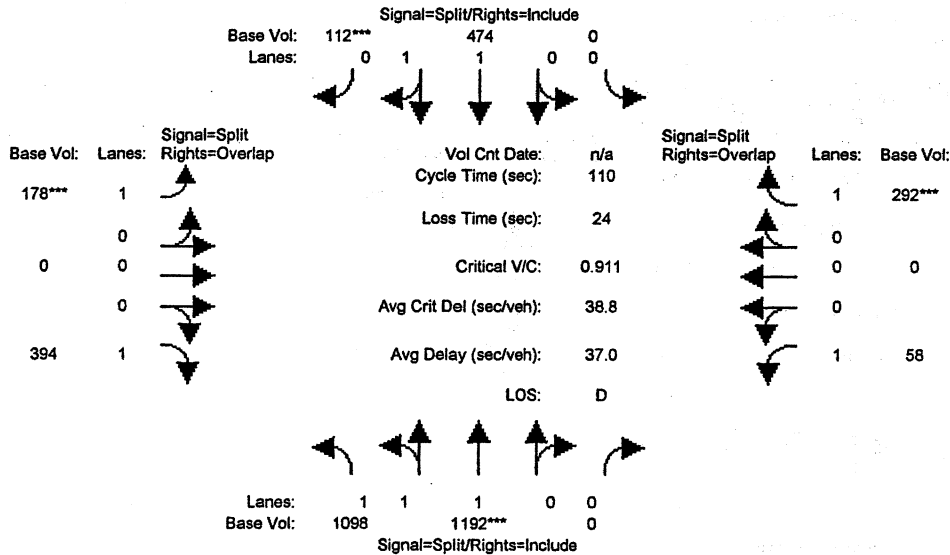 Signal=Split/Rights=Include
Base Vol: 112*** 474 0
Lanes: 0 1 1 0 0
Signal=Split
Rights=Overlap
Base Vol: Lanes:
178*** 1
0
0 0
0
394 1
Vol Cnt Date: n/a
Cycle Time (sec): 110
Loss Time (sec): 24
Critical V/C: 0.911
Avg Crit Del (sec/veh): 38.8
Avg Delay (sec/veh): 37.0
LOS: D
Signal=Split
Rights=Overlap
Lanes: Base Vol:
1 292***
0
0 0
0
1 58
Lanes: 1 1 1 0 0
Base Vol: 1098 1192*** 0
Signal=Split/Rights=Include